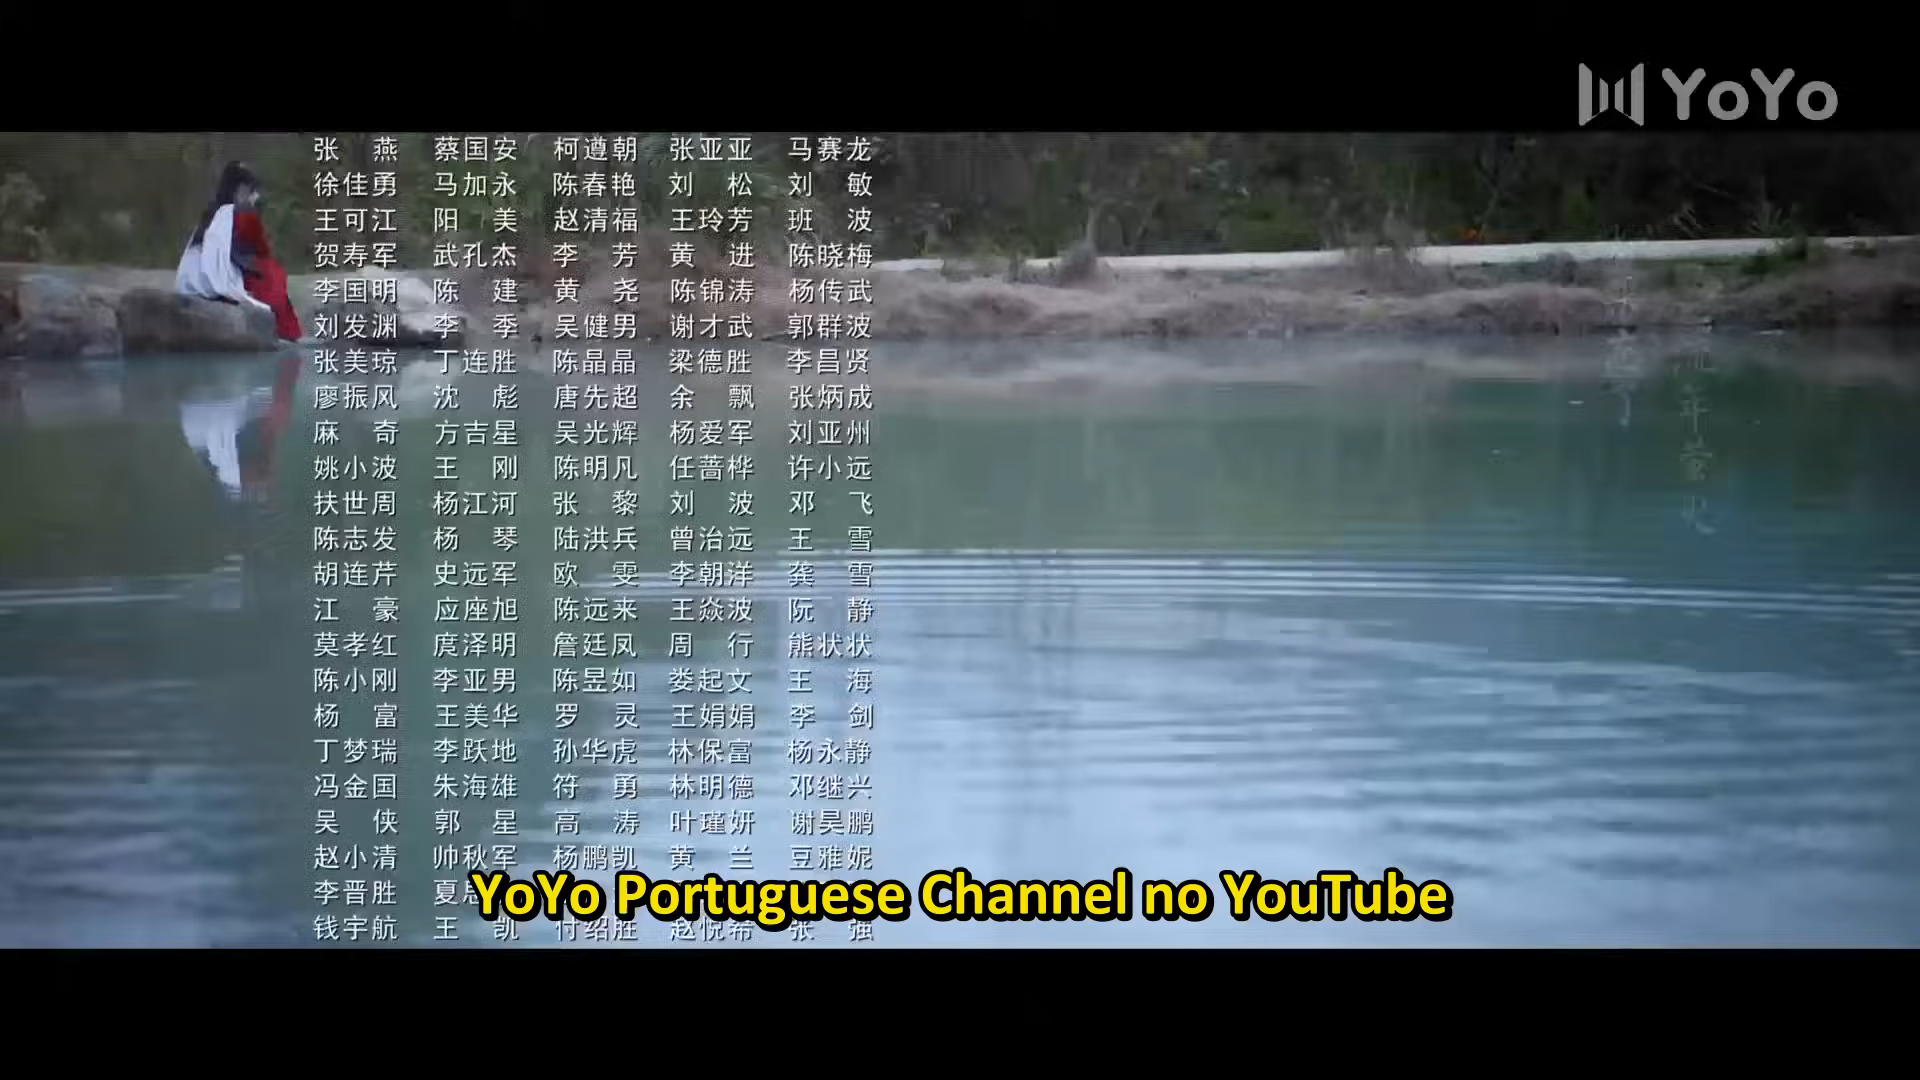 YoYo
张 燕 蔡国安 柯遵朝 张亚亚 马赛龙
徐佳勇 马加永 陈春艳 刘 松 刘 敏
王可江 阳 美 赵清福 王玲芳 班 波
贺寿军 武孔杰 李 芳 黄 进 陈晓梅
李国明 陈 建 黄 尧 陈锦涛 杨传武
刘发渊 李 季 吴健男 谢才武 郭群波
张美琼 丁连胜 陈晶晶 梁德胜 李昌贤
廖振风 沈 彪 唐先超 余 飘 张炳成
麻 奇 方吉星 吴光辉 杨爱军 刘亚州
姚小波 王 刚 陈明凡 任蔷桦 许小远
扶世周 杨江河 张 黎 刘 波 邓 飞
陈志发 杨 琴 陆洪兵 曾治远 王 雪
胡连芹 史远军 欧 雯 李朝洋 龚 雪
江 豪 应座旭 陈远来 王焱波 阮 静
莫孝红 庹泽明 詹廷凤 周 行 熊状状
陈小刚 李亚男 陈昱如 娄起文 王 海
杨 富 王美华 罗 灵 王娟娟 李 剑
丁梦瑞 李跃地 孙华虎 林保富 杨永静
冯金国 朱海雄 符 勇 林明德 邓继兴
吴 侠 郭 星 高 涛 叶瑾妍 谢昊鹏
赵小清 帅秋军 杨鹏凯 黄 兰 豆雅妮
李晋胜 夏
YoYo Portuguese Channel no YouTube
钱宇航 王 凯 付绍胜 赵悦希 张 强